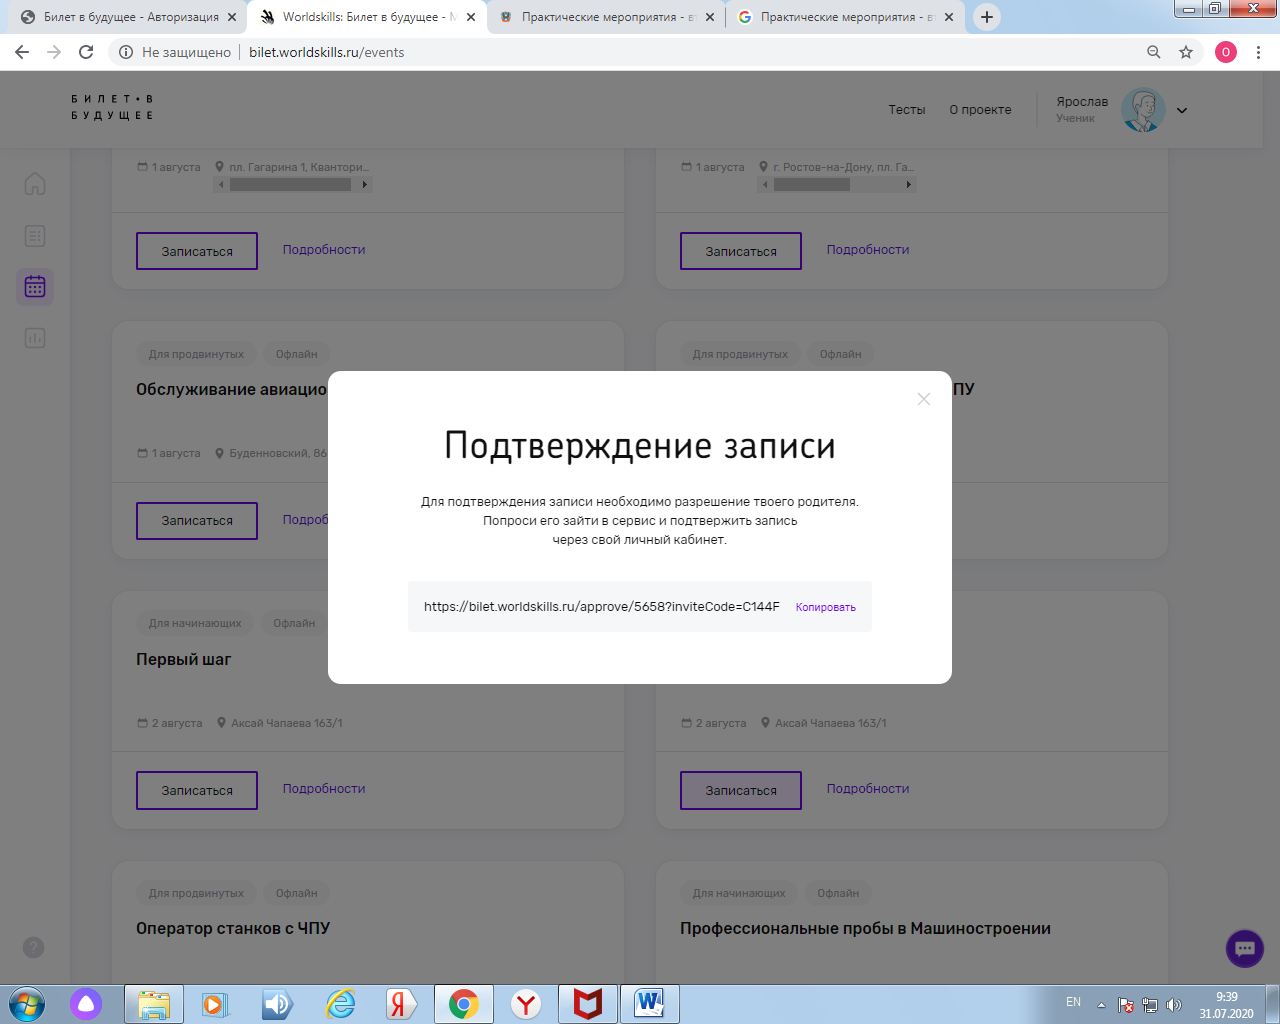 Билет в будущее - Авторизация
Worldskills: Билет в будущее - М
Практические мероприятия - вт
Практические мероприятия - вт
Не защищено
bilet.worldskills.ru/events
О
БИЛЕТ•В
БУДУЩЕЕ
Тесты
О проекте
Ярослав
Ученик
1 августа
пл. Гагарина 1, Квантори...
1 августа
г. Ростов-на-Дону, пл. Га...
Записаться
Подробности
Записаться
Подробности
Для продвинутых
Офлайн
Для продвинутых
Офлайн
Обслуживание авиацио
ПУ
1 августа
Буденновский, 86
Записаться
Подроб
Подтверждение записи
Для подтверждения записи необходимо разрешение твоего родителя.
Попроси его зайти в сервис и подтвердить запись
через свой личный кабинет.
https://bilet.worldskills.ru/approve/5658?inviteCode=C144F
Копировать
Для начинающих
Офлайн
Первый шаг
2 августа
Аксай Чапаева 163/1
2 августа
Аксай Чапаева 163/1
Записаться
Подробности
Записаться
Подробности
Для продвинутых
Офлайн
Для начинающих
Офлайн
Оператор станков с ЧПУ
Профессиональные пробы в Машиностроении
?
EN
9:39
31.07.2020